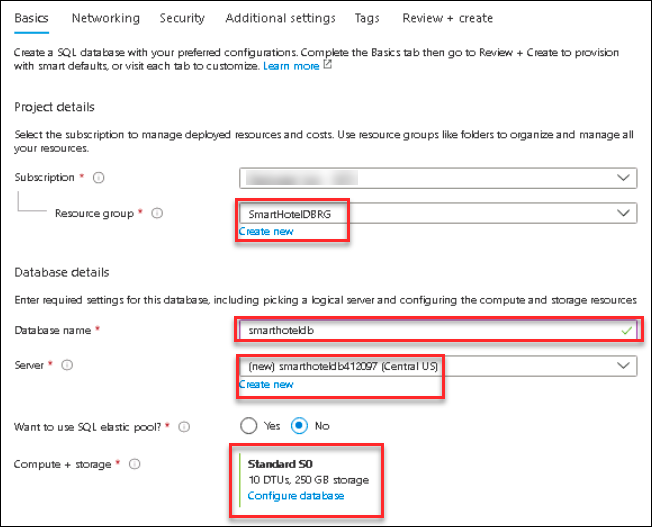 Basics Networking Security Additional settings Tags Review + create
Create a SQL database with your preferred configurations. Complete the Basics tab then go to Review + Create to provision
with smart defaults, or visit each tab to customize. Learn more
Project details
Select the subscription to manage deployed resources and costs. Use resource groups like folders to organize and manage all
your resources.
Subscription *
Resource group * SmartHotelDBRG
Create new
Database details
Enter required settings for this database, including picking a logical server and configuring the compute and storage resources
Database name * smarthoteldb
Server * (new) smarthoteldb412097 (Central US)
Create new
Want to use SQL elastic pool? * Yes No
Compute + storage * Standard S0
10 DTUs, 250 GB storage
Configure database